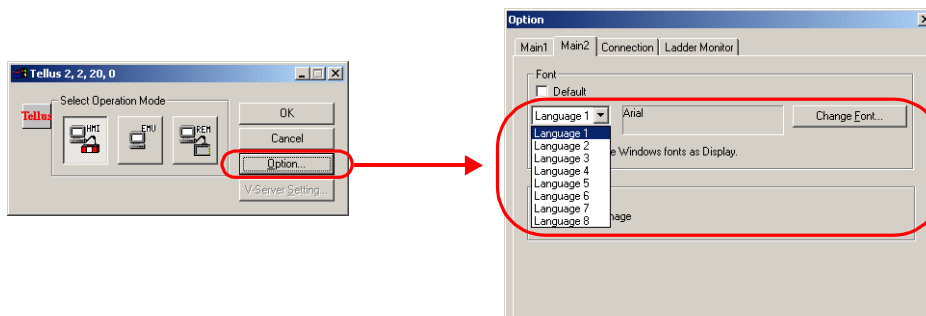 Tellus 2, 2, 20, 0
Tellus
Select Operation Mode
HMI
EMU
REM
OK
Cancel
Option...
V-Server Setting...
Option
Main1
Main2
Connection
Ladder Monitor
Font
Default
Language 1
Arial
Change Font...
Language 1
Language 2
Language 3
Language 4
Language 5
Language 6
Language 7
Language 8
Windows fonts as Display.